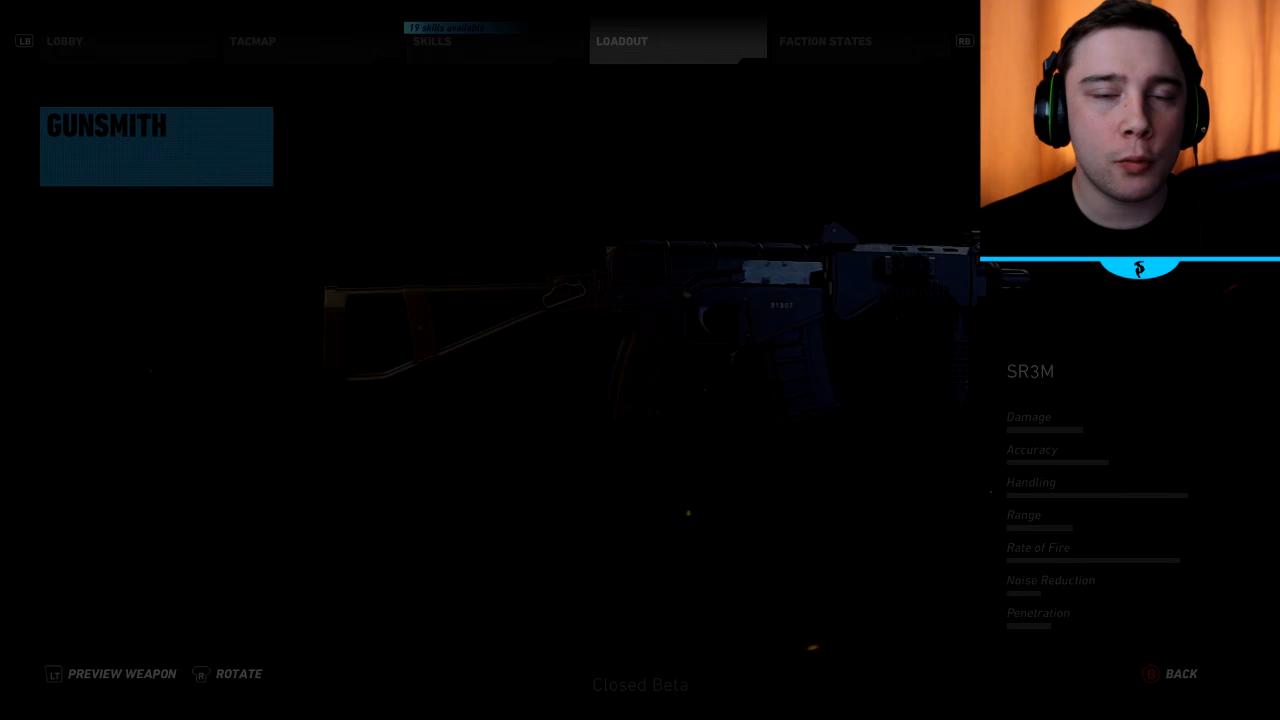 19 skills available
LB LOBBY TACMAP SKILLS LOADOUT FACTION STATES RB
GUNSMITH
31807
SR3M
Damage
Accuracy
Handling
Range
Rate of Fire
Noise Reduction
Penetration
LT PREVIEW WEAPON R ROTATE B BACK
Closed Beta